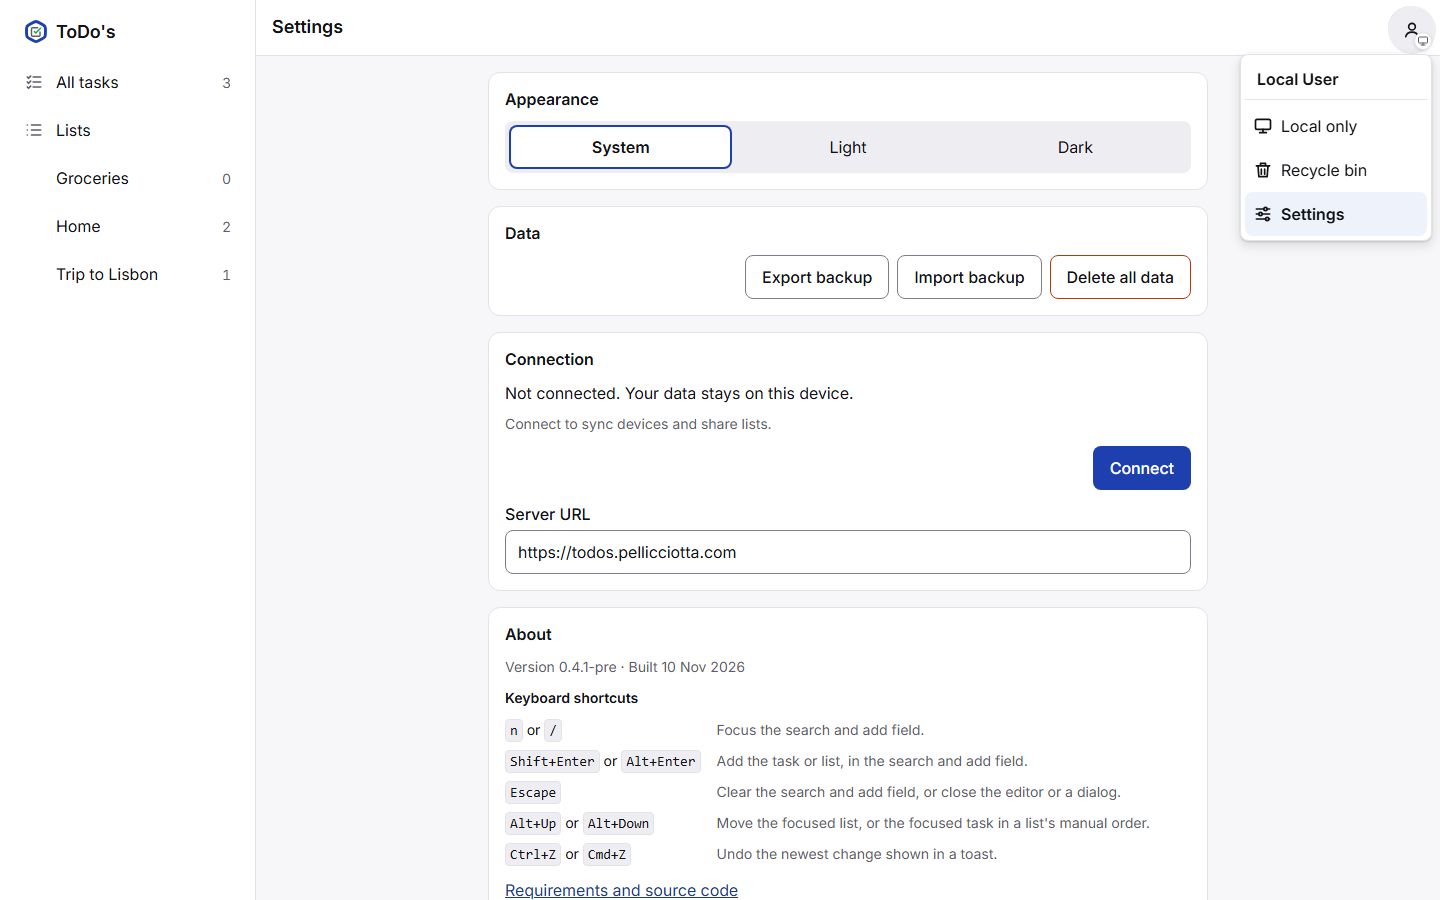 ToDo's
All tasks 3
Lists
Groceries 0
Home 2
Trip to Lisbon 1
Settings
Appearance
System Light Dark
Data
Export backup Import backup Delete all data
Connection
Not connected. Your data stays on this device.
Connect to sync devices and share lists.
Connect
Server URL
https://todos.pellicciotta.com
About
Version 0.4.1-pre · Built 10 Nov 2026
Keyboard shortcuts
n or / Focus the search and add field.
Shift+Enter or Alt+Enter Add the task or list, in the search and add field.
Escape Clear the search and add field, or close the editor or a dialog.
Alt+Up or Alt+Down Move the focused list, or the focused task in a list's manual order.
Ctrl+Z or Cmd+Z Undo the newest change shown in a toast.
Requirements and source code
Local User
Local only
Recycle bin
Settings